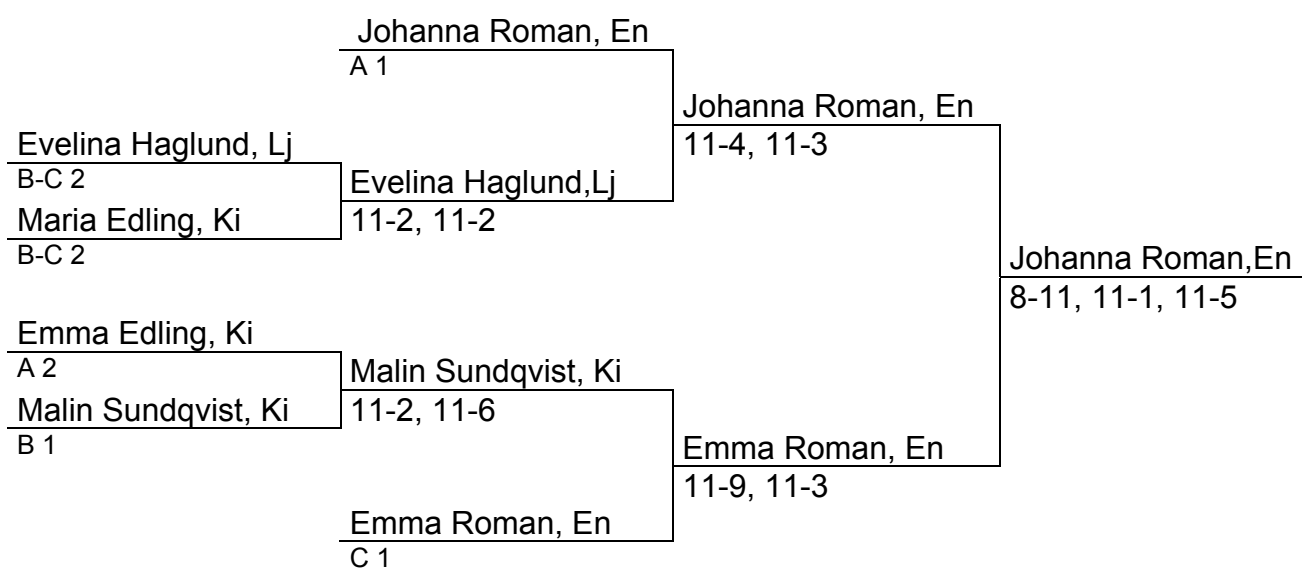 Johanna Roman, En
A 1
Johanna Roman, En
11-4, 11-3
Evelina Haglund, Lj
B-C 2
Evelina Haglund,Lj
11-2, 11-2
Maria Edling, Ki
B-C 2
Johanna Roman,En
8-11, 11-1, 11-5
Emma Edling, Ki
A 2
Malin Sundqvist, Ki
11-2, 11-6
Malin Sundqvist, Ki
B 1
Emma Roman, En
11-9, 11-3
Emma Roman, En
C 1